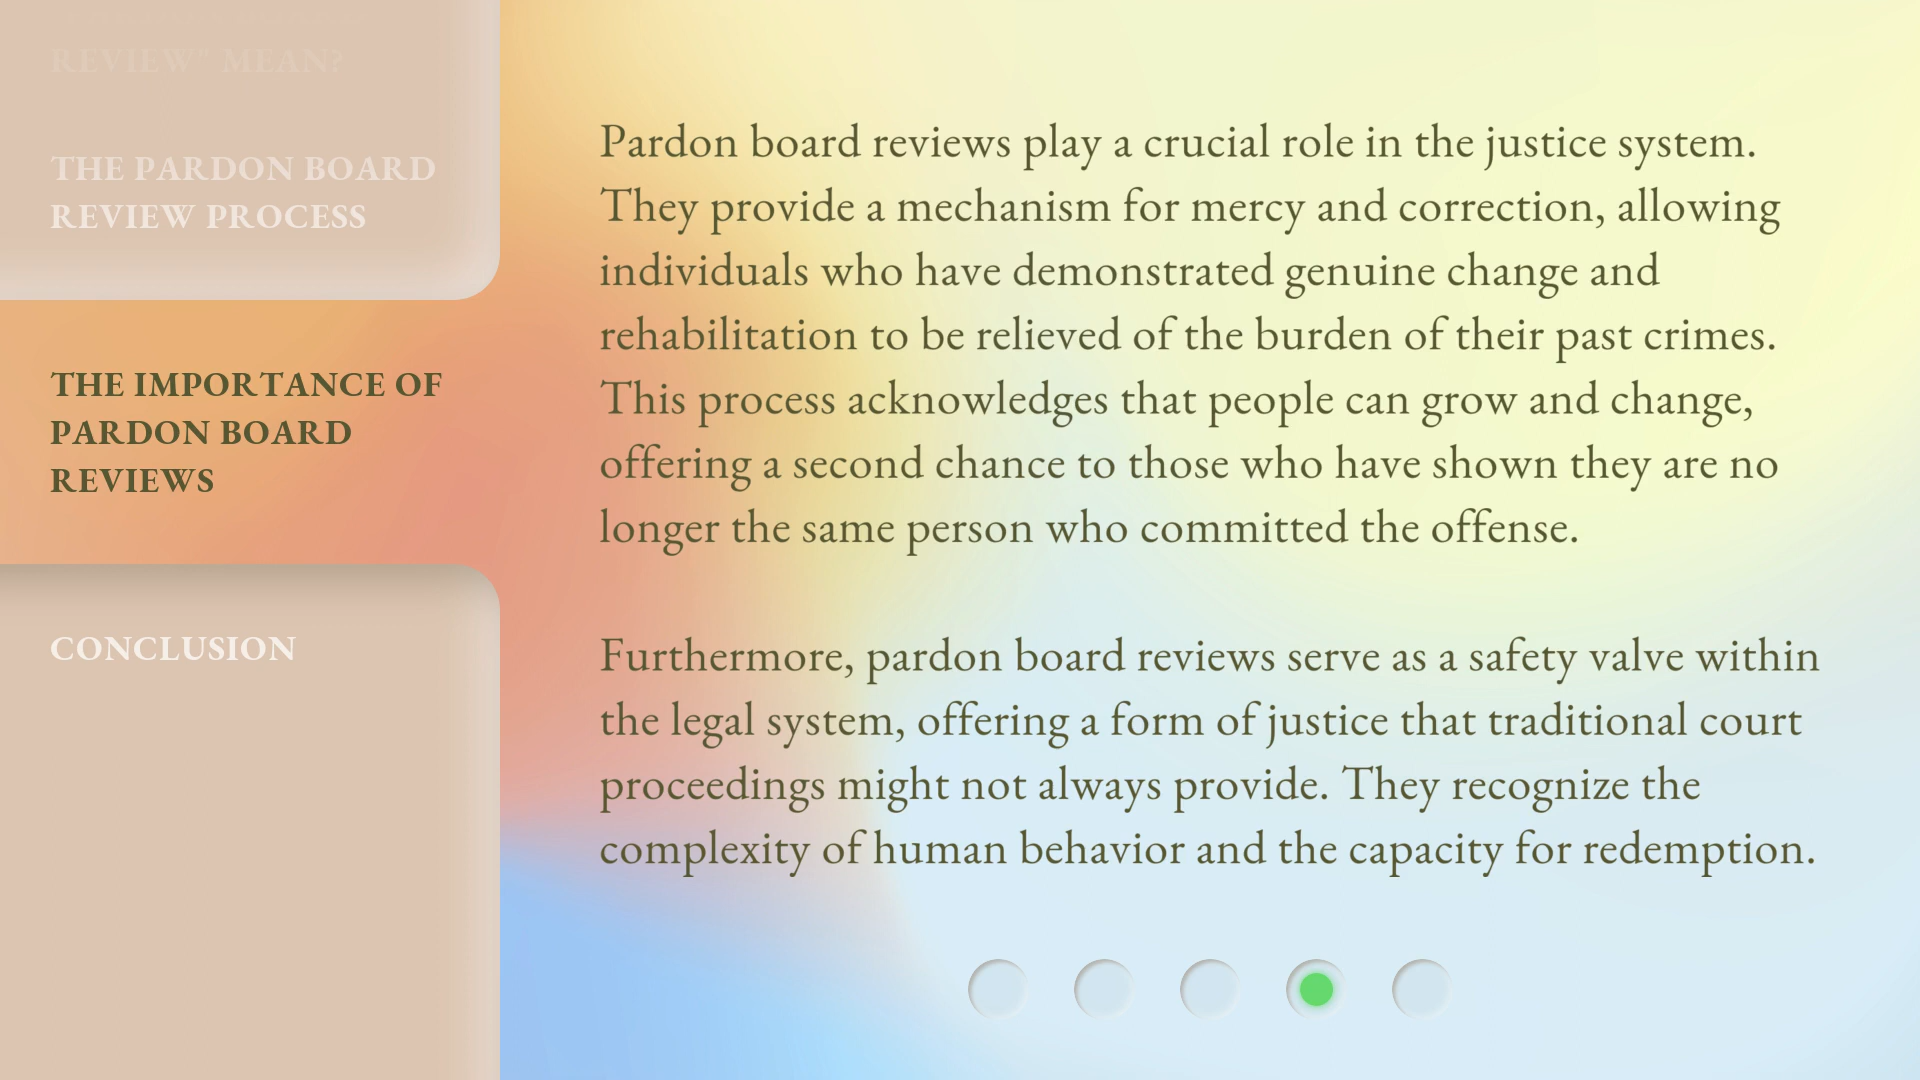 REVIEW" MEAN?
THE PARDON BOARD
REVIEW PROCESS
THE IMPORTANCE OF
PARDON BOARD
REVIEWS
CONCLUSION
Pardon board reviews play a crucial role in the justice system.
They provide a mechanism for mercy and correction, allowing
individuals who have demonstrated genuine change and
rehabilitation to be relieved of the burden of their past crimes.
This process acknowledges that people can grow and change,
offering a second chance to those who have shown they are no
longer the same person who committed the offense.
Furthermore, pardon board reviews serve as a safety valve within
the legal system, offering a form of justice that traditional court
proceedings might not always provide. They recognize the
complexity of human behavior and the capacity for redemption.